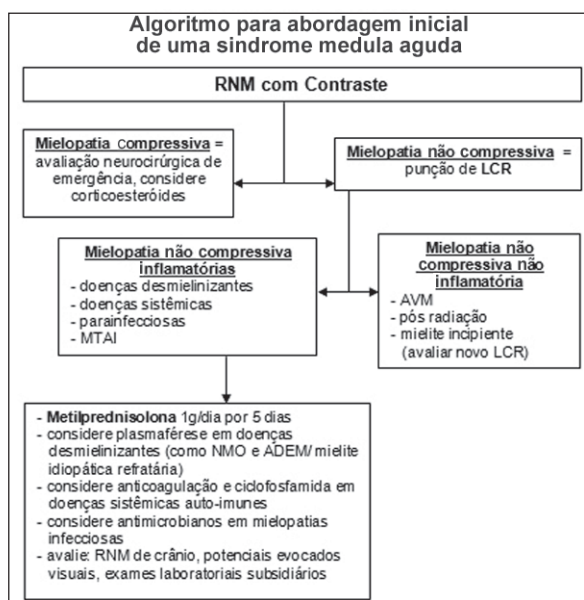 Algoritmo para abordagem inicial
de uma sindrome medula aguda
RNM com Contraste
Mielopatia compressiva =
avaliação neurocirúrgica de
emergência, considere
corticoesteróides
Mielopatia não compressiva =
punção de LCR
Mielopatia não compressiva
inflamatórias
- doenças desmielinizantes
- doenças sistêmicas
- parainfecciosas
- MTAI
Mielopatia não
compressiva não
inflamatória
- AVM
- pós radiação
- mielite incipiente
(avaliar novo LCR)
- Metilprednisolona 1g/dia por 5 dias
- considere plasmaférese em doenças
desmielinizantes (como NMO e ADEM/ mielite
idiopática refratária)
- considere anticoagulação e ciclofosfamida em
doenças sistêmicas auto-imunes
- considere antimicrobianos em mielopatias
infecciosas
- avalie: RNM de crânio, potenciais evocados
visuais, exames laboratoriais subsidiários